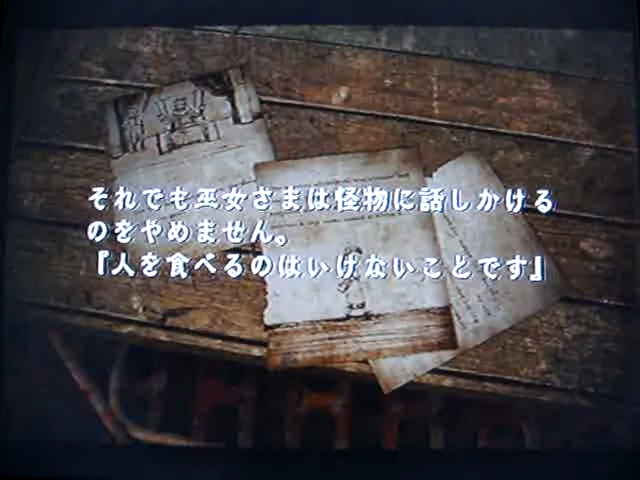 それでも巫女さまは怪物に話しかける
のをやめません。
『人を食べるのはいけないことです』